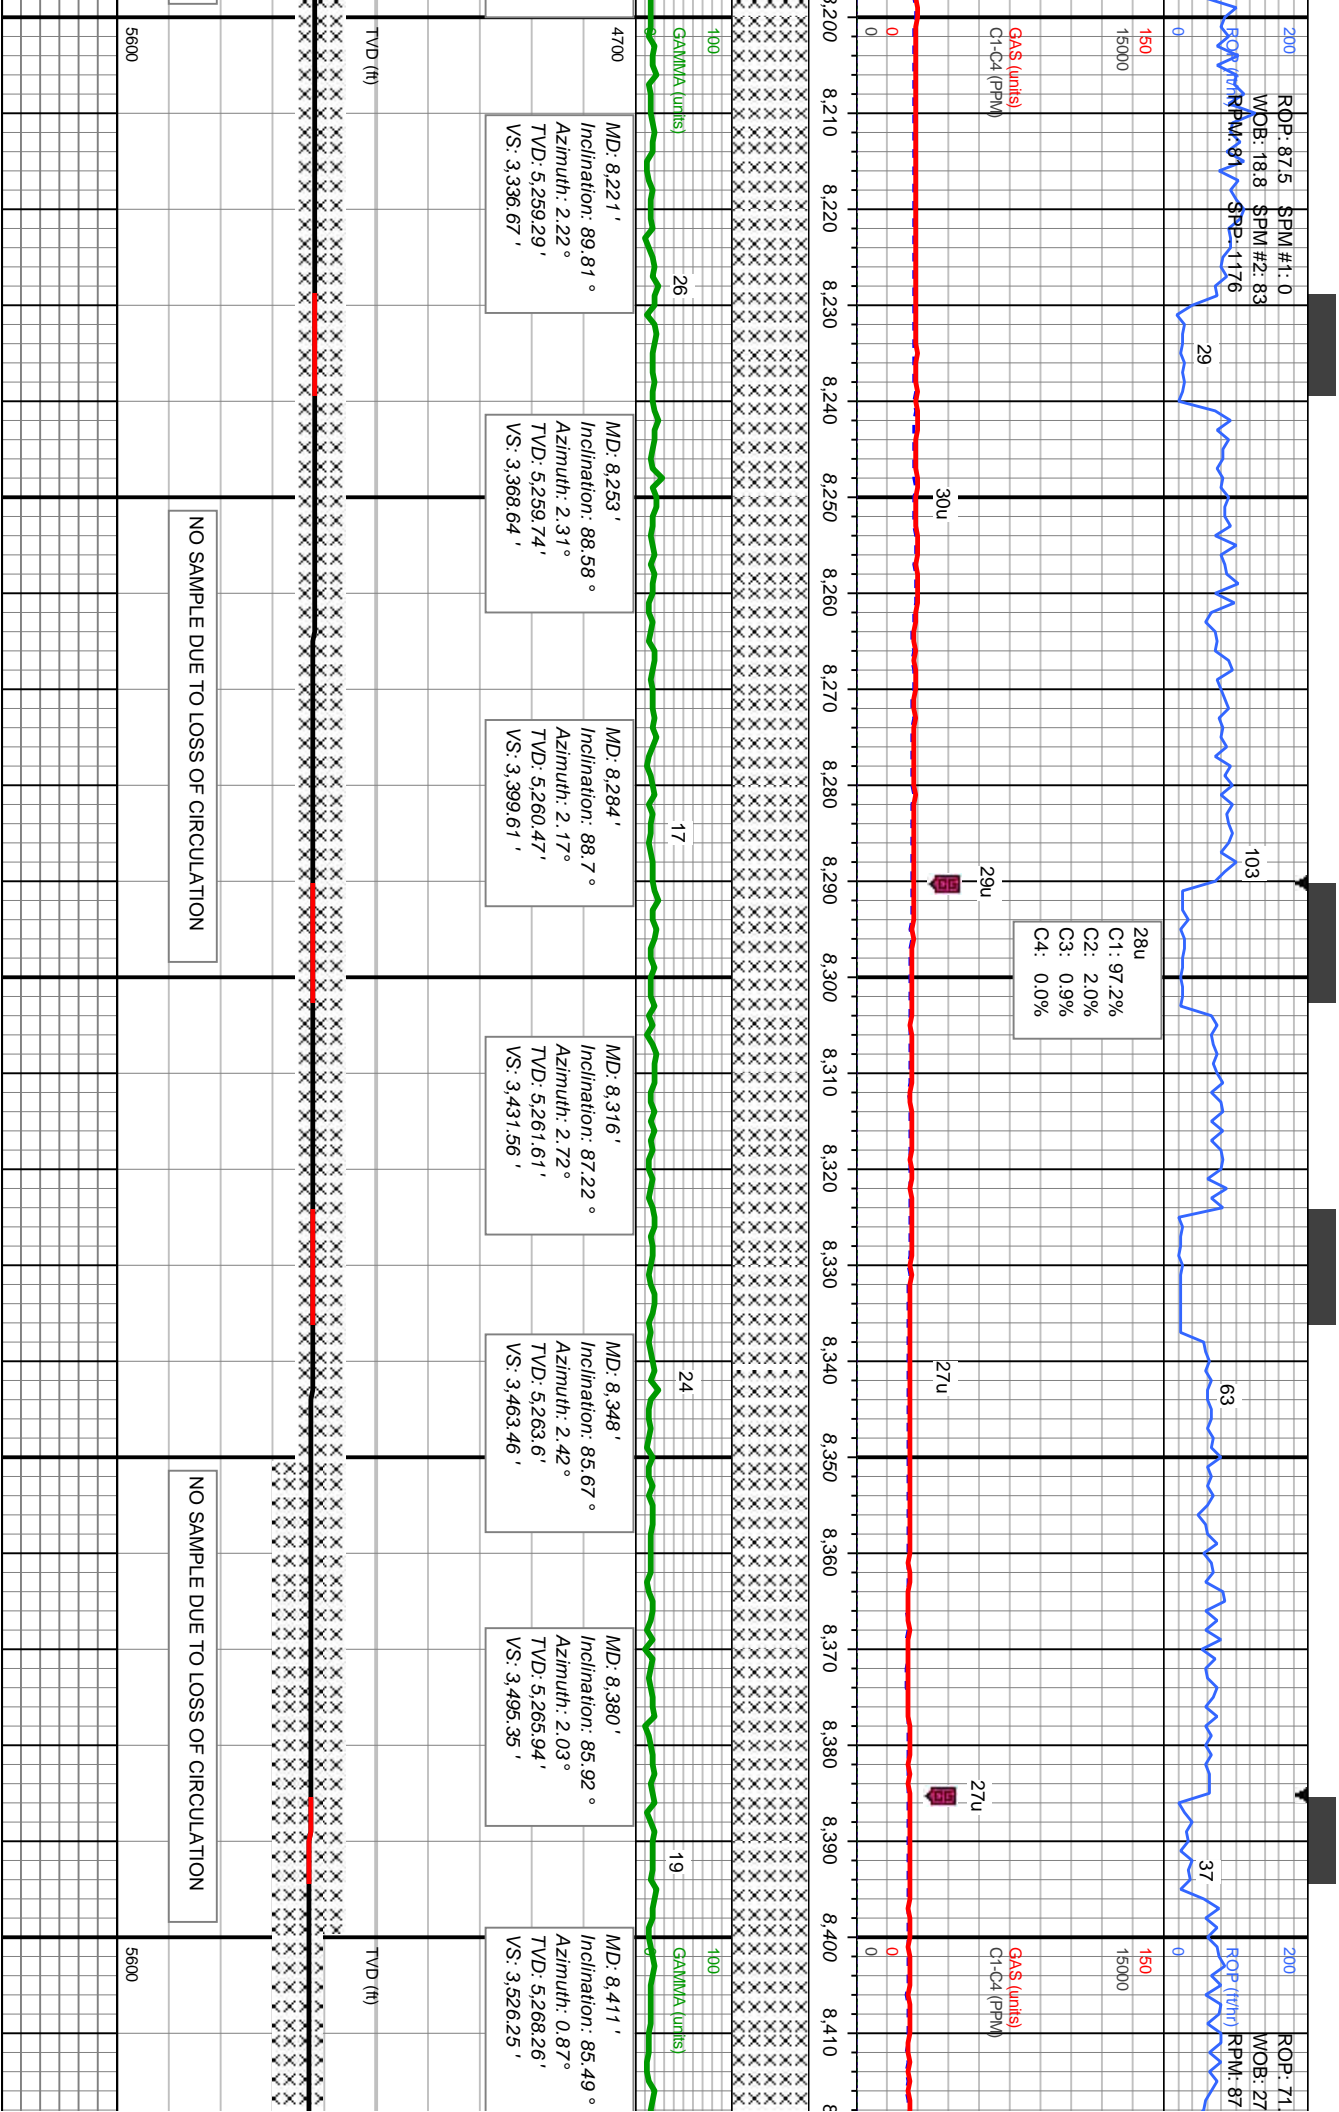 200
ROP (ft/hr)
0
ROP: 87.5 SPM #1: 0
WOB: 18.8 SPM #2: 83
RPM: 81 SPP: 1176
29
103
63
37
200
ROP (ft/hr)
0
ROP: 71.
WOB: 27
RPM: 87
150
15000
GAS (units)
C1-C4 (PPM)
0
0
30u
29u
28u
C1: 97.2%
C2: 2.0%
C3: 0.9%
C4: 0.0%
27u
27u
150
15000
GAS (units)
C1-C4 (PPM)
0
0
8,200 8,210 8,220 8,230 8,240 8,250 8,260 8,270 8,280 8,290 8,300 8,310 8,320 8,330 8,340 8,350 8,360 8,370 8,380 8,390 8,400 8,410
100
GAMMA (units)
0
26
17
24
19
100
GAMMA (units)
0
4700
MD: 8,221 '
Inclination: 89.81 °
Azimuth: 2.22°
TVD: 5,259.29'
VS: 3,336.67 '
MD: 8,253 '
Inclination: 88.58 °
Azimuth: 2.31°
TVD: 5,259.74'
VS: 3,368.64 '
MD: 8,284 '
Inclination: 88.7 °
Azimuth: 2.17°
TVD: 5,260.47'
VS: 3,399.61 '
MD: 8,316 '
Inclination: 87.22 °
Azimuth: 2.72°
TVD: 5,261.61'
VS: 3,431.56 '
MD: 8,348 '
Inclination: 85.67 °
Azimuth: 2.42°
TVD: 5,263.6'
VS: 3,463.46 '
MD: 8,380 '
Inclination: 85.92 °
Azimuth: 2.03°
TVD: 5,265.94'
VS: 3,495.35 '
MD: 8,411 '
Inclination: 85.49 °
Azimuth: 0.87°
TVD: 5,268.26'
VS: 3,526.25 '
TVD (ft)
TVD (ft)
5600
NO SAMPLE DUE TO LOSS OF CIRCULATION
NO SAMPLE DUE TO LOSS OF CIRCULATION
5600